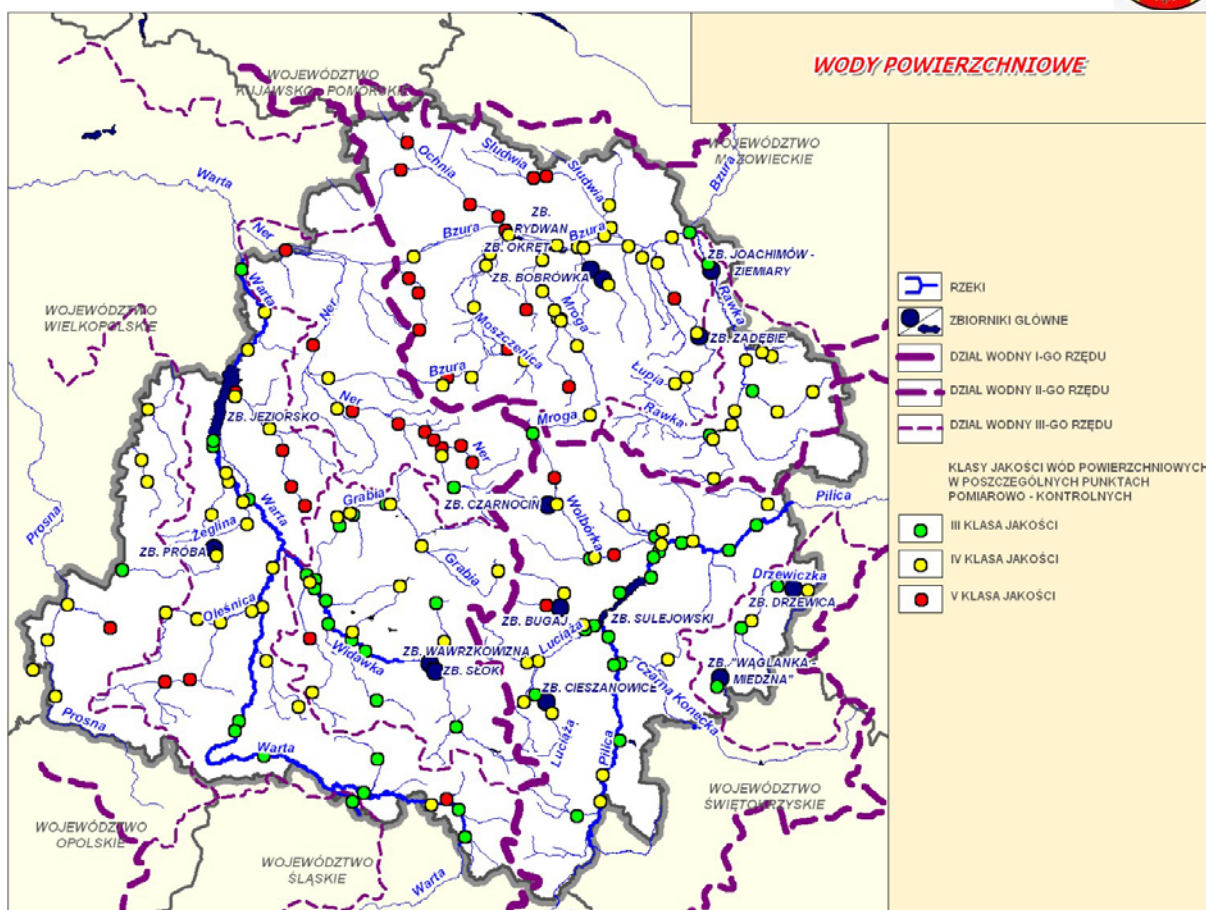 WODY POWIERZCHNIOWE
WOJEWÓDZTWO
KUJAWSKO - POMORSKIE
WOJEWÓDZTWO
MAZOWIECKIE
Warta
Ochnia
Słudwia
Słudwia
Bzura
Ner
Bzura
ZB.
RYDWAN
Bzura
ZB. OKRĘT
ZB. BOBRÓWKA
ZB. JOACHIMÓW -
ZIEMIARY
Rawka
Warta
Ner
Mroga
Moszczenica
ZB. ZADĘBIE
WOJEWÓDZTWO
WIELKOPOLSKIE
Bzura
Łupia
Ner
ZB. JEZIORSKO
Mroga
Rawka
Ner
Prosna
Warta
Grabia
ZB. CZARNOCIN
Wolbórka
Pilica
Żeglina
ZB. PRÓBA
Grabia
Drzewiczka
ZB. DRZEWICA
Oleśnica
ZB. BUGAJ
ZB. SULEJOWSKI
Luciąża
Widawka
ZB. WAWRZKOWIZNA
ZB. SŁOK
ZB. CIESZANOWICE
Czarna Konecka
ZB. "WĄGLANKA -
MIEDZNA"
Prosna
Warta
Luciąża
Pilica
WOJEWÓDZTWO
ŚWIĘTOKRZYSKIE
WOJEWÓDZTWO
OPOLSKIE
WOJEWÓDZTWO
ŚLĄSKIE
Warta
RZEKI
ZBIORNIKI GŁÓWNE
DZIAŁ WODNY I-GO RZĘDU
DZIAŁ WODNY II-GO RZĘDU
DZIAŁ WODNY III-GO RZĘDU
KLASY JAKOŚCI WÓD POWIERZCHNIOWYCH
W POSZCZEGÓLNYCH PUNKTACH
POMIAROWO - KONTROLNYCH
III KLASA JAKOŚCI
IV KLASA JAKOŚCI
V KLASA JAKOŚCI